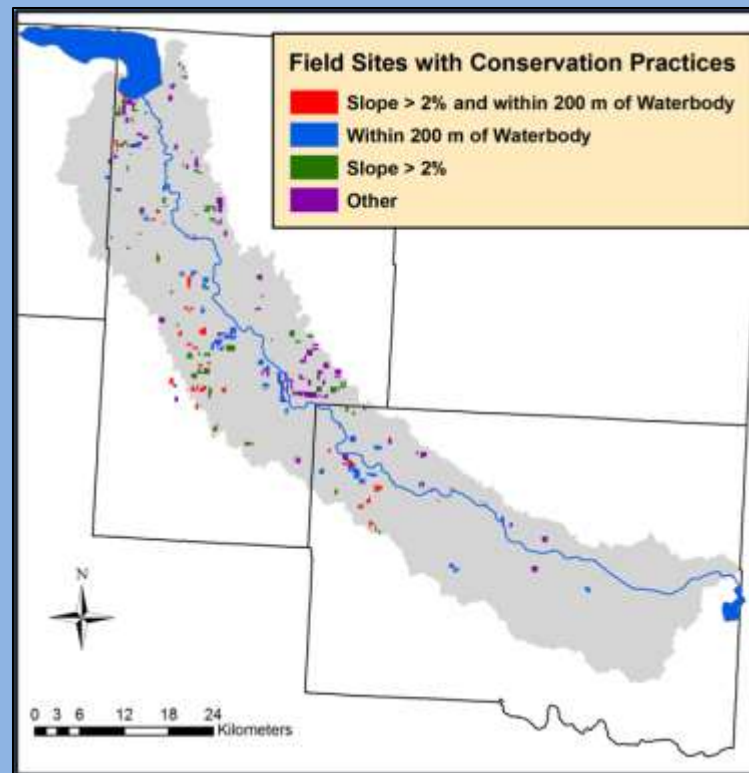 Field Sites with Conservation Practices
Slope > 2% and within 200 m of Waterbody
Within 200 m of Waterbody
Slope > 2%
Other
N
0 3 6 12 18 24
Kilometers